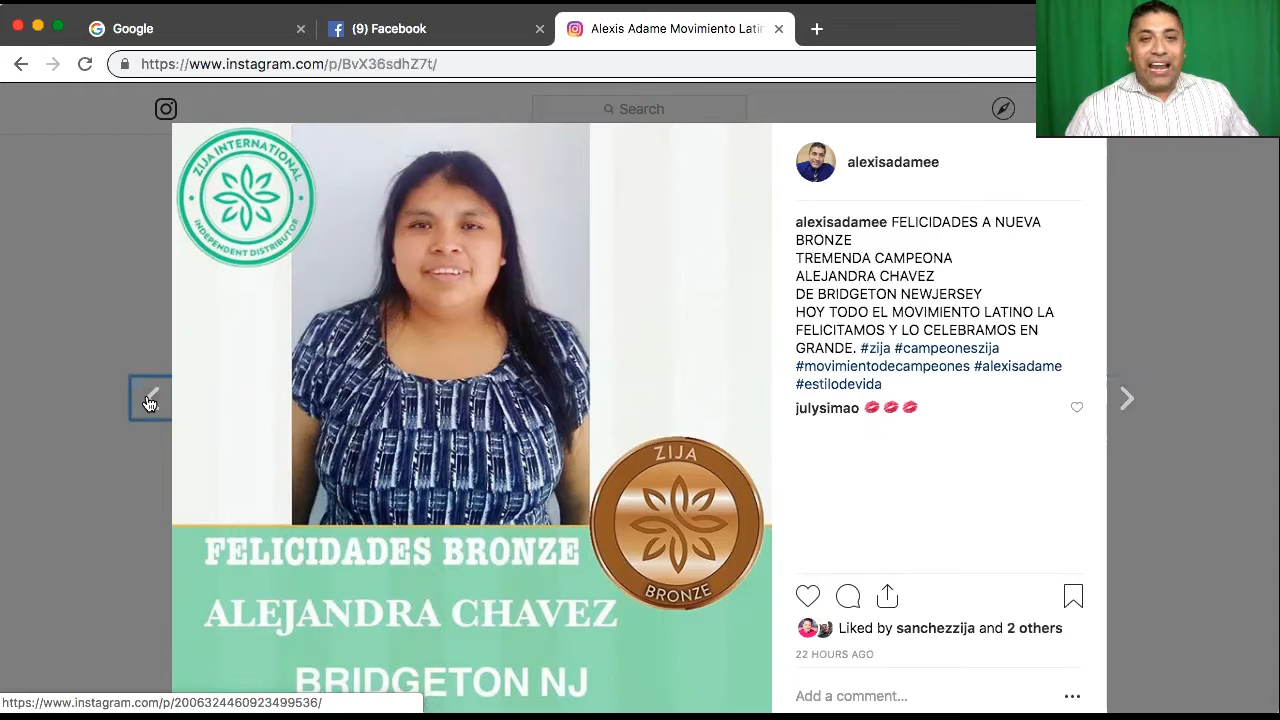 Google
(9) Facebook
Alexis Adame Movimiento Latin
https://www.instagram.com/p/BvX36sdhZ7t/
Search
ZIJA INTERNATIONAL
INDEPENDENT DISTRIBUTOR
ZIJA
BRONZE
FELICIDADES BRONZE
ALEJANDRA CHAVEZ
BRIDGETON NJ
alexisadamee
alexisadamee FELICIDADES A NUEVA
BRONZE
TREMENDA CAMPEONA
ALEJANDRA CHAVEZ
DE BRIDGETON NEWJERSEY
HOY TODO EL MOVIMIENTO LATINO LA
FELICITAMOS Y LO CELEBRAMOS EN
GRANDE. #zija #campeoneszija
#movimientodecampeones #alexisadame
#estilodevida
julysimao 💋 💋 💋
Liked by sanchezzija and 2 others
22 HOURS AGO
Add a comment...
https://www.instagram.com/p/2006324460923499536/